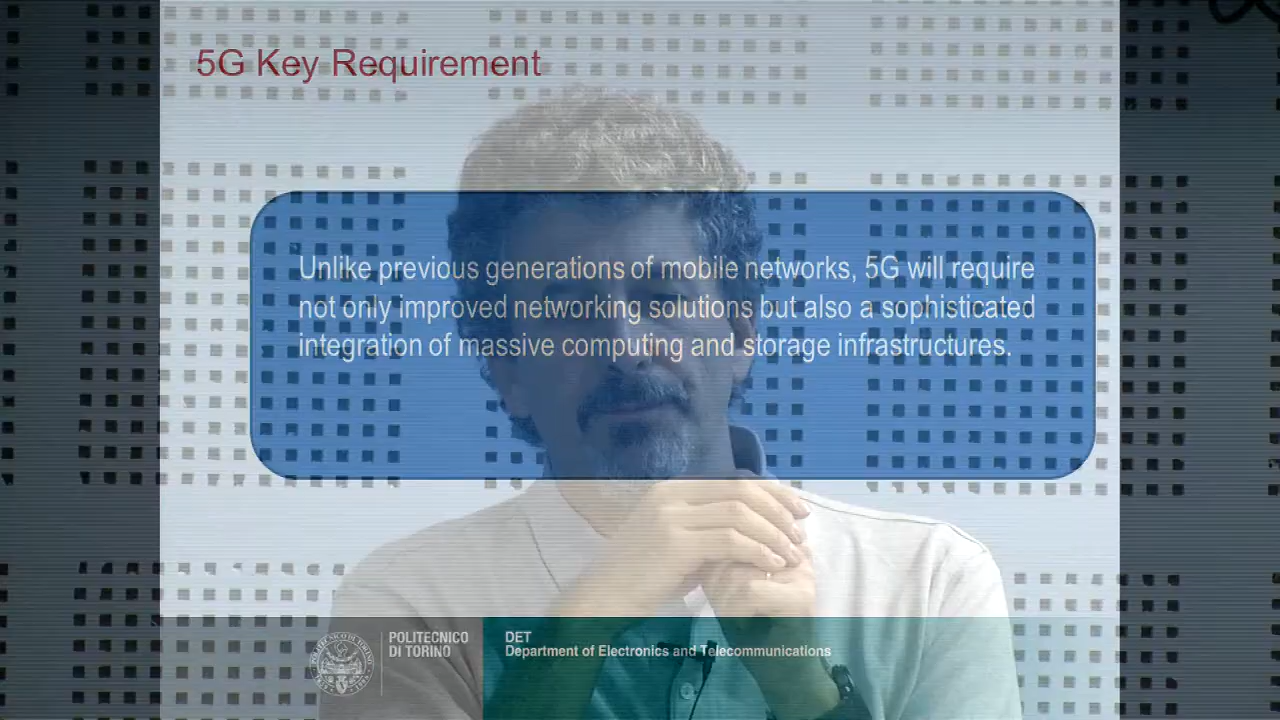 5G Key Requirement
Unlike previous generations of mobile networks, 5G will require
not only improved networking solutions but also a sophisticated
integration of massive computing and storage infrastructures.
POLITECNICO
DI TORINO
DET
Department of Electronics and Telecommunications